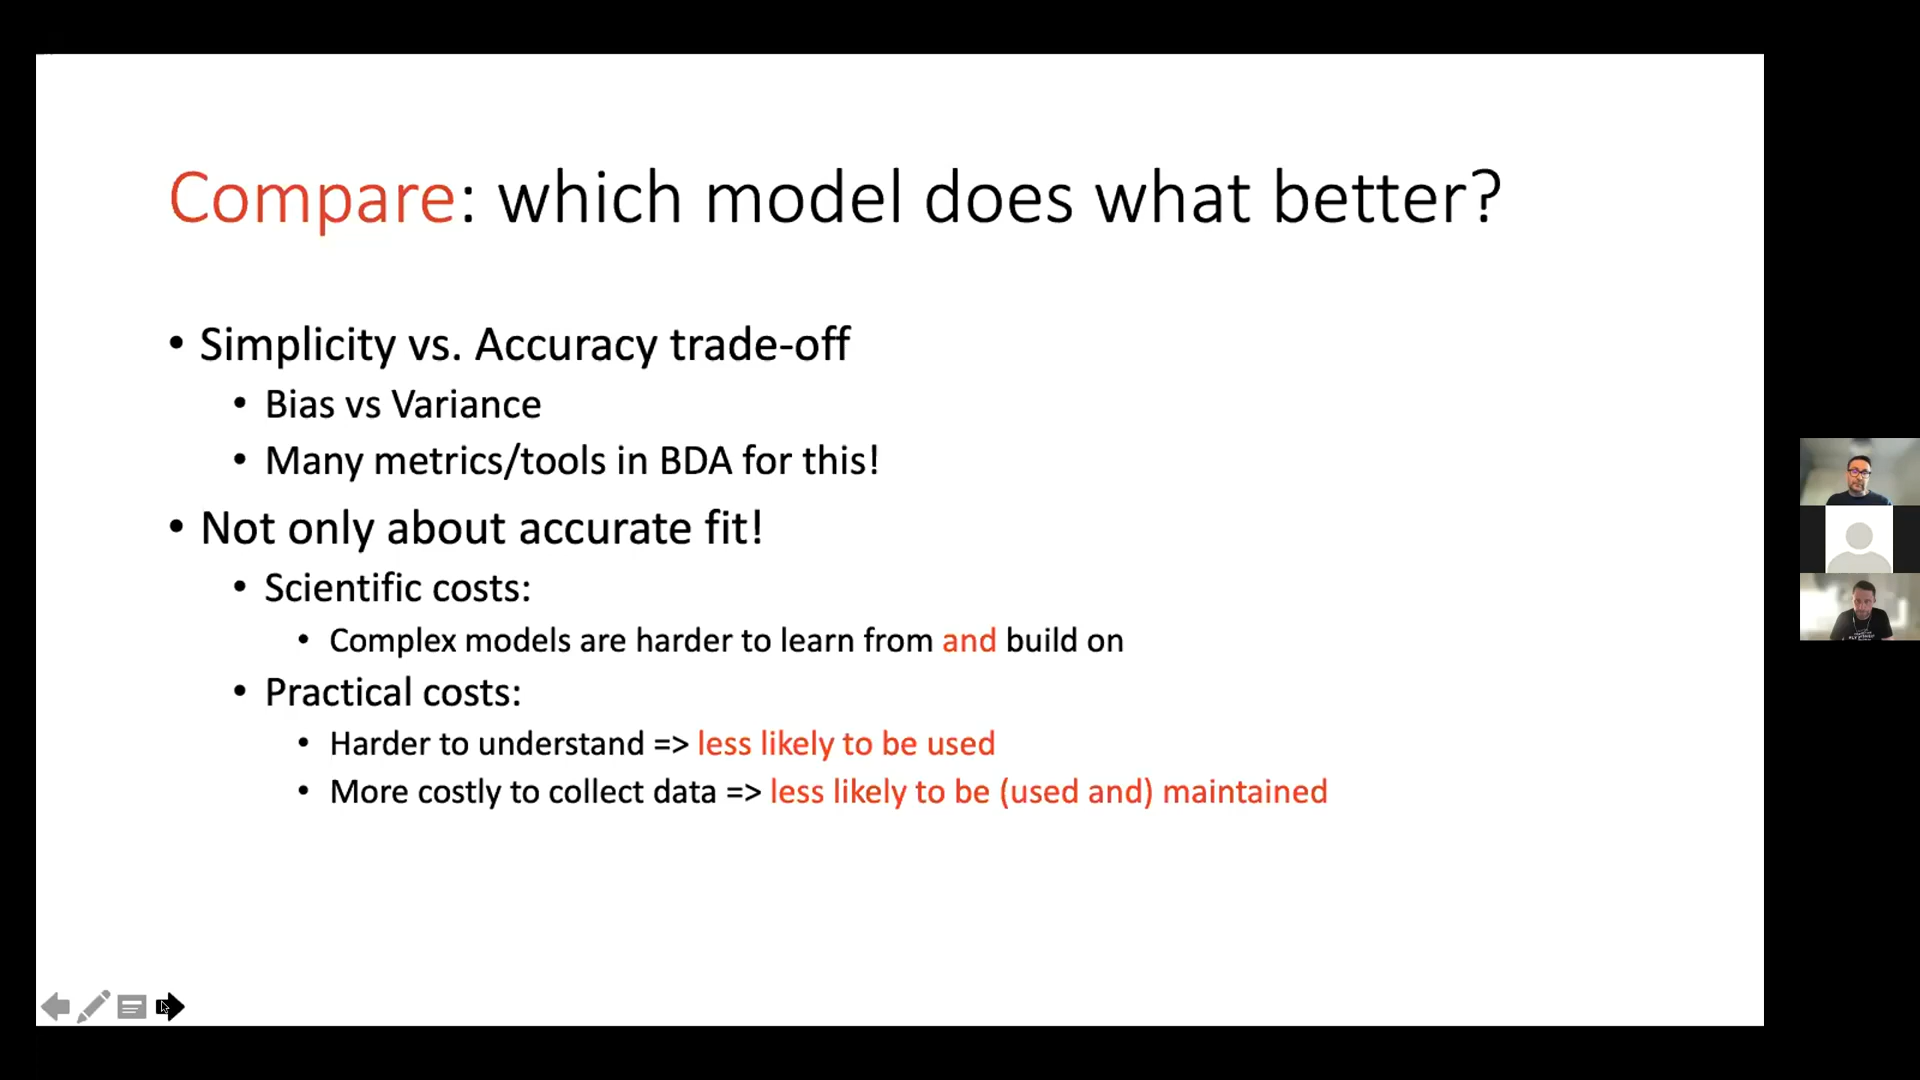 Compare: which model does what better?
• Simplicity vs. Accuracy trade-off
• Bias vs Variance
• Many metrics/tools in BDA for this!
• Not only about accurate fit!
• Scientific costs:
• Complex models are harder to learn from and build on
• Practical costs:
• Harder to understand => less likely to be used
• More costly to collect data => less likely to be (used and) maintained